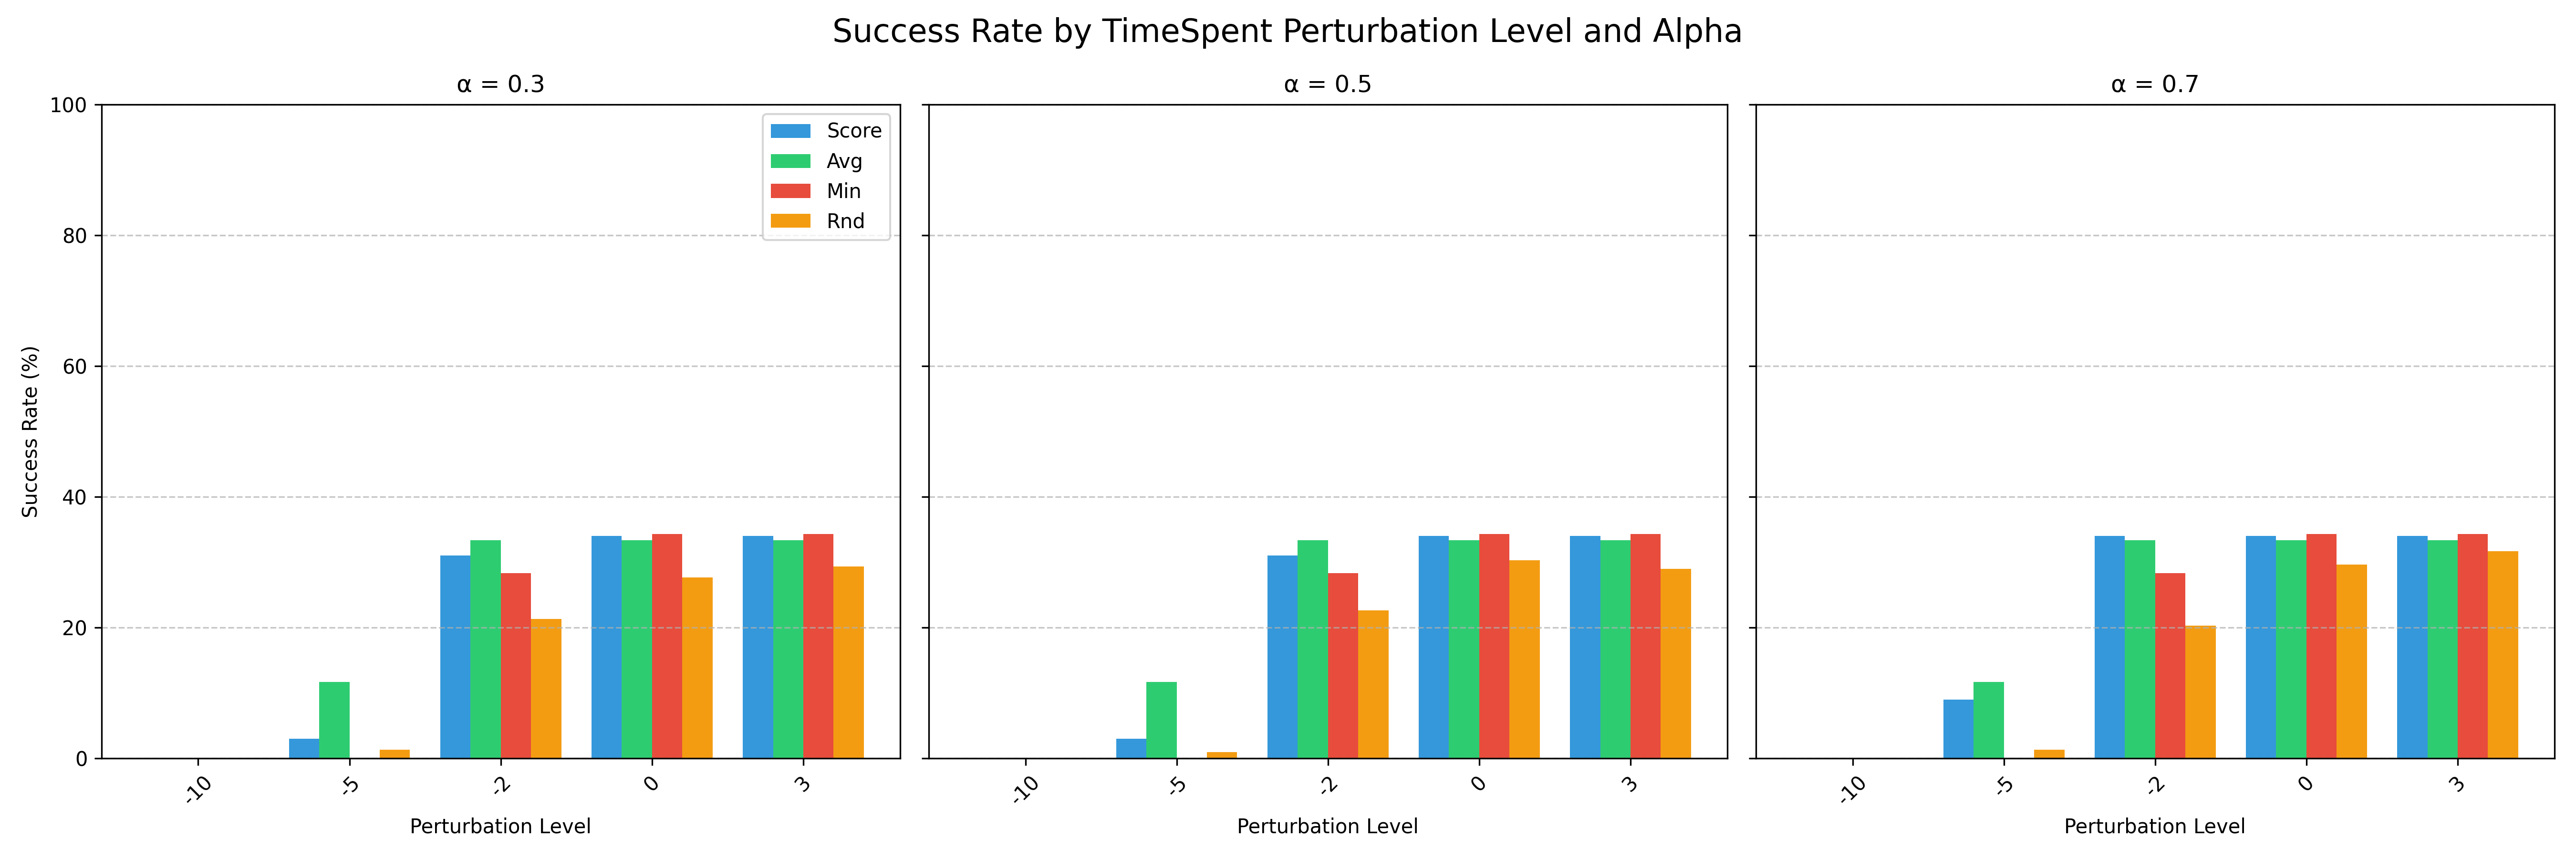 Success Rate by TimeSpent Perturbation Level and Alpha
α = 0.3
α = 0.5
α = 0.7
Success Rate (%)
100
80
60
40
20
0
Score
Avg
Min
Rnd
-10
-5
-2
0
3
Perturbation Level
-10
-5
-2
0
3
Perturbation Level
-10
-5
-2
0
3
Perturbation Level